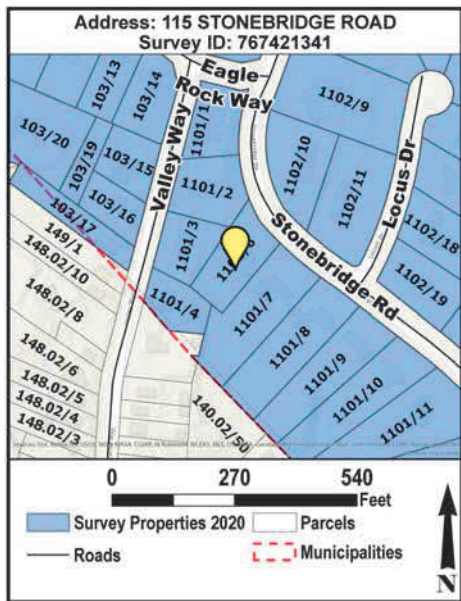 Address: 115 STONEBRIDGE ROAD
Survey ID: 767421341
Eagle
Rock Way
103/13
103/14
1101/1
1102/9
103/20
103/19
103/15
Valley Way
1101/2
1102/10
1102/11
Locus Dr
103/17
103/16
1101/3
Stonebridge Rd
1102/18
149/1
148.02/10
1101/4
1101/7
1102/19
148.02/8
1101/8
148.02/6
1101/9
148.02/5
1101/10
148.02/4
140.02/50
1101/11
148.02/3
0 270 540
Feet
Survey Properties 2020
Parcels
Roads
Municipalities
N